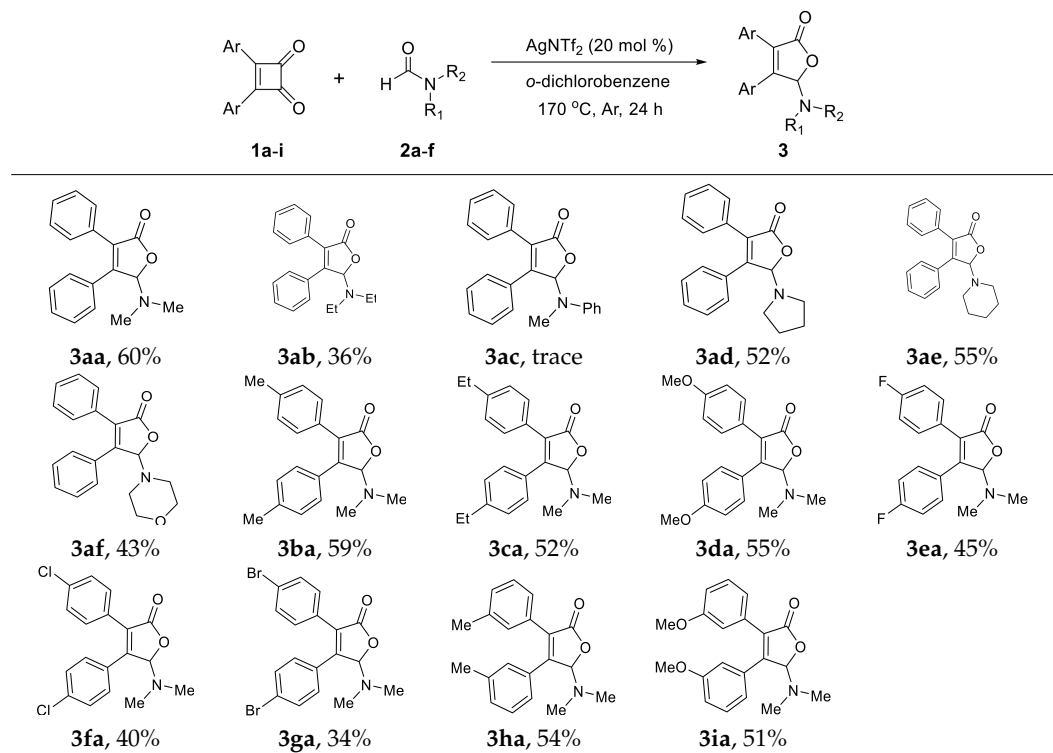 Ar
O
Ar
O
1a-i
+
O
H
N
R2
R1
2a-f
AgNTf2 (20 mol %)
o-dichlorobenzene
170 °C, Ar, 24 h
Ar
O
O
Ar
N
R2
R1
3
O
O
N
Me
Me
3aa, 60%
O
O
N
Et
Et
3ab, 36%
O
O
N
Ph
Me
3ac, trace
O
O
N
3ad, 52%
O
O
N
3ae, 55%
O
O
N
O
3af, 43%
Me
O
O
Me
N
Me
Me
3ba, 59%
Et
O
O
Et
N
Me
Me
3ca, 52%
MeO
O
O
MeO
N
Me
Me
3da, 55%
F
O
O
F
N
Me
Me
3ea, 45%
Cl
O
O
Cl
N
Me
Me
3fa, 40%
Br
O
O
Br
N
Me
Me
3ga, 34%
O
Me
O
Me
N
Me
Me
3ha, 54%
O
MeO
O
MeO
N
Me
Me
3ia, 51%